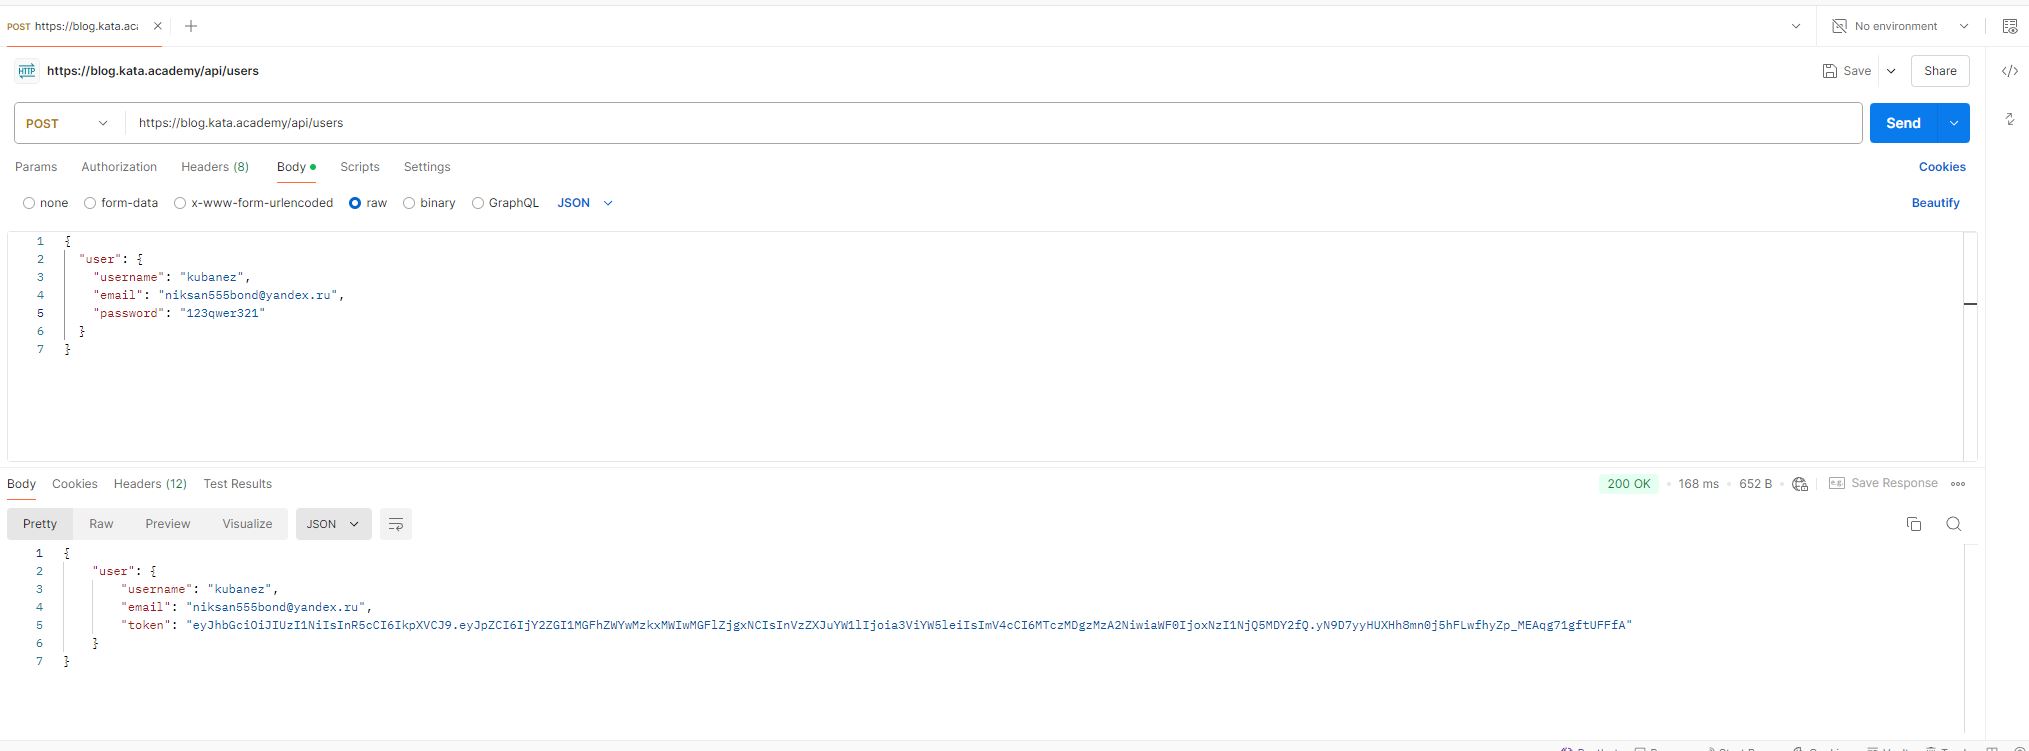 POST https://blog.kata.aca
No environment
HTTP https://blog.kata.academy/api/users
Save
Share
POST https://blog.kata.academy/api/users
Send
Params Authorization Headers (8) Body Scripts Settings
Cookies
none form-data x-www-form-urlencoded raw binary GraphQL JSON
Beautify
1 {
2 "user": {
3 "username": "kubanez",
4 "email": "niksan555bond@yandex.ru",
5 "password": "123qwer321"
6 }
7 }
Body Cookies Headers (12) Test Results
200 OK • 168 ms • 652 B •
e.g. Save Response
Pretty Raw Preview Visualize JSON
1 {
2 "user": {
3 "username": "kubanez",
4 "email": "niksan555bond@yandex.ru",
5 "token": "eyJhbGciOiJIUzI1NiIsInR5cCI6IkpXVCJ9.eyJpZCI6IjY2ZGI1MGFhZWYwMzkxMWIwMGFlZjgxNCIsInVzZXJuYW1lIjoia3ViYW5leiIsImV4cCI6MTczMDgzMzA2NiwiaWF0IjoxNzI1NjQ5MDY2fQ.yN9D7yyHUXHh8mn0j5hFLwfhyZp_MEAqg71gftUFFfA"
6 }
7 }